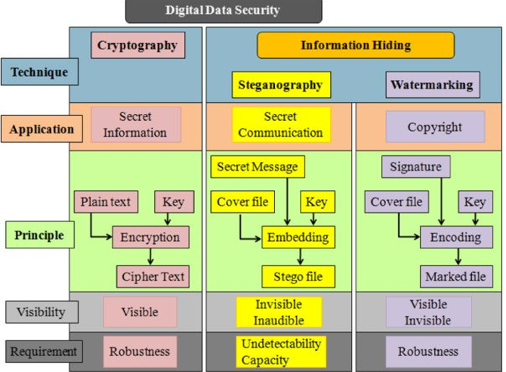 Digital Data Security
Cryptography
Information Hiding
Technique
Steganography
Watermarking
Application
Secret
Information
Secret
Communication
Copyright
Principle
Plain text
Key
Encryption
Cipher Text
Secret Message
Cover file
Key
Embedding
Stego file
Signature
Cover file
Key
Encoding
Marked file
Visibility
Visible
Invisible
Inaudible
Visible
Invisible
Requirement
Robustness
Undetectability
Capacity
Robustness